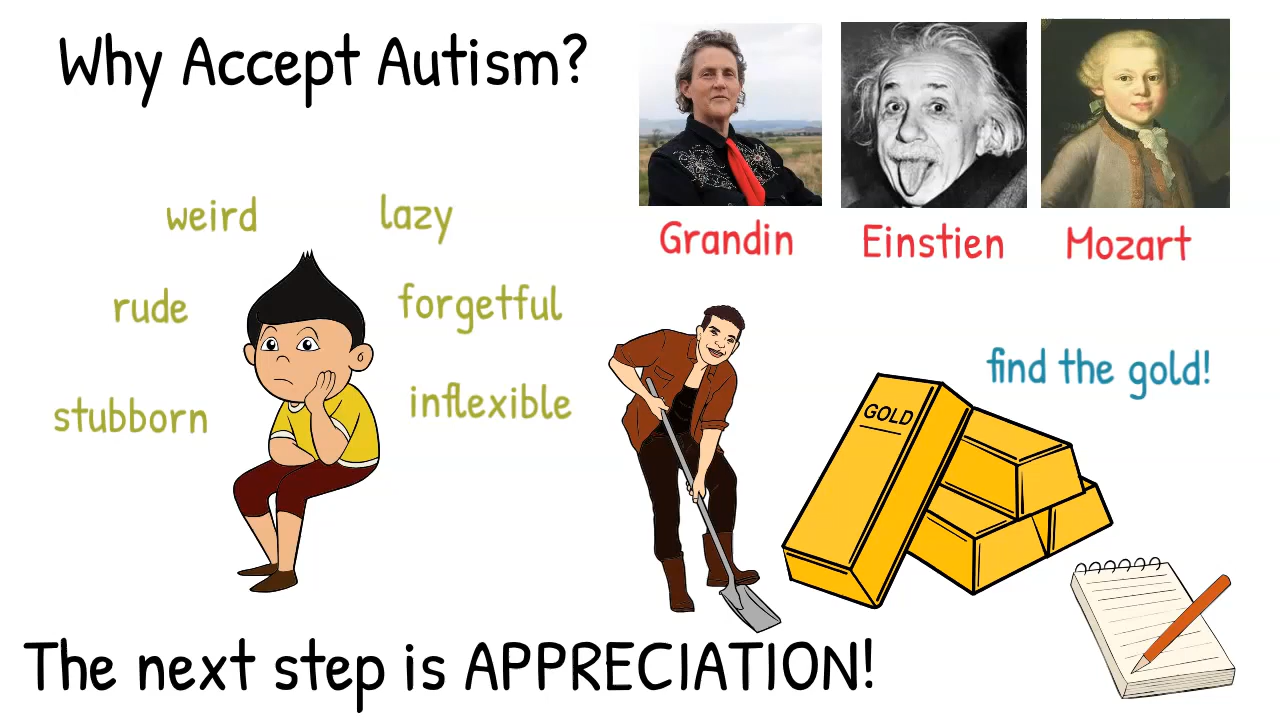 Why Accept Autism?
Grandin
Einstien
Mozart
weird
lazy
rude
forgetful
stubborn
inflexible
find the gold!
GOLD
The next step is APPRECIATION!